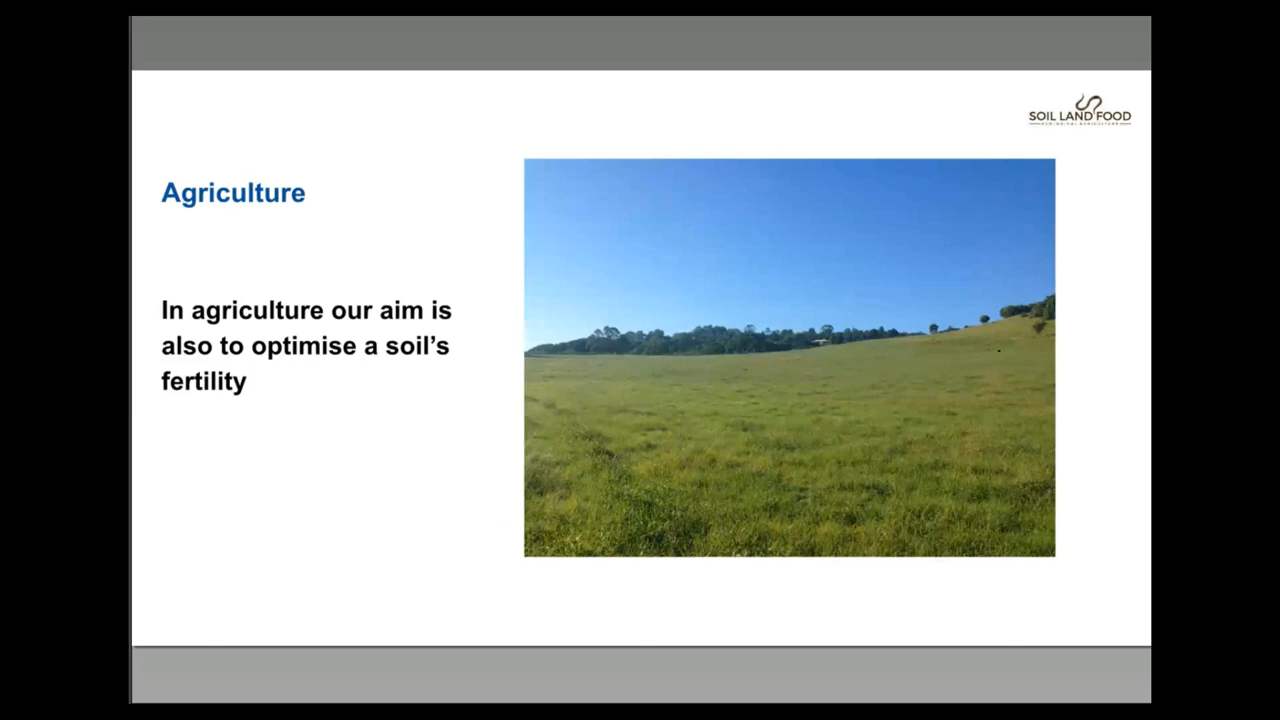 SOIL LAND FOOD
Agriculture
In agriculture our aim is
also to optimise a soil's
fertility